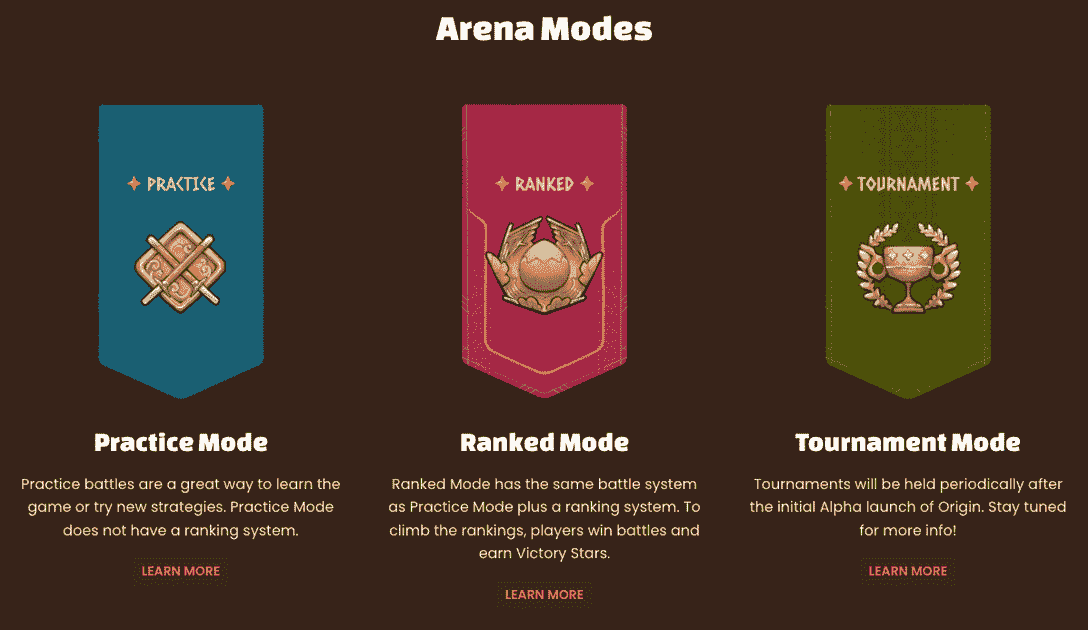 Arena Modes
PRACTICE
RANKED
TOURNAMENT
Practice Mode
Practice battles are a great way to learn the
game or try new strategies. Practice Mode
does not have a ranking system.
LEARN MORE
Ranked Mode
Ranked Mode has the same battle system
as Practice Mode plus a ranking system. To
climb the rankings, players win battles and
earn Victory Stars.
LEARN MORE
Tournament Mode
Tournaments will be held periodically after
the initial Alpha launch of Origin. Stay tuned
for more info!
LEARN MORE